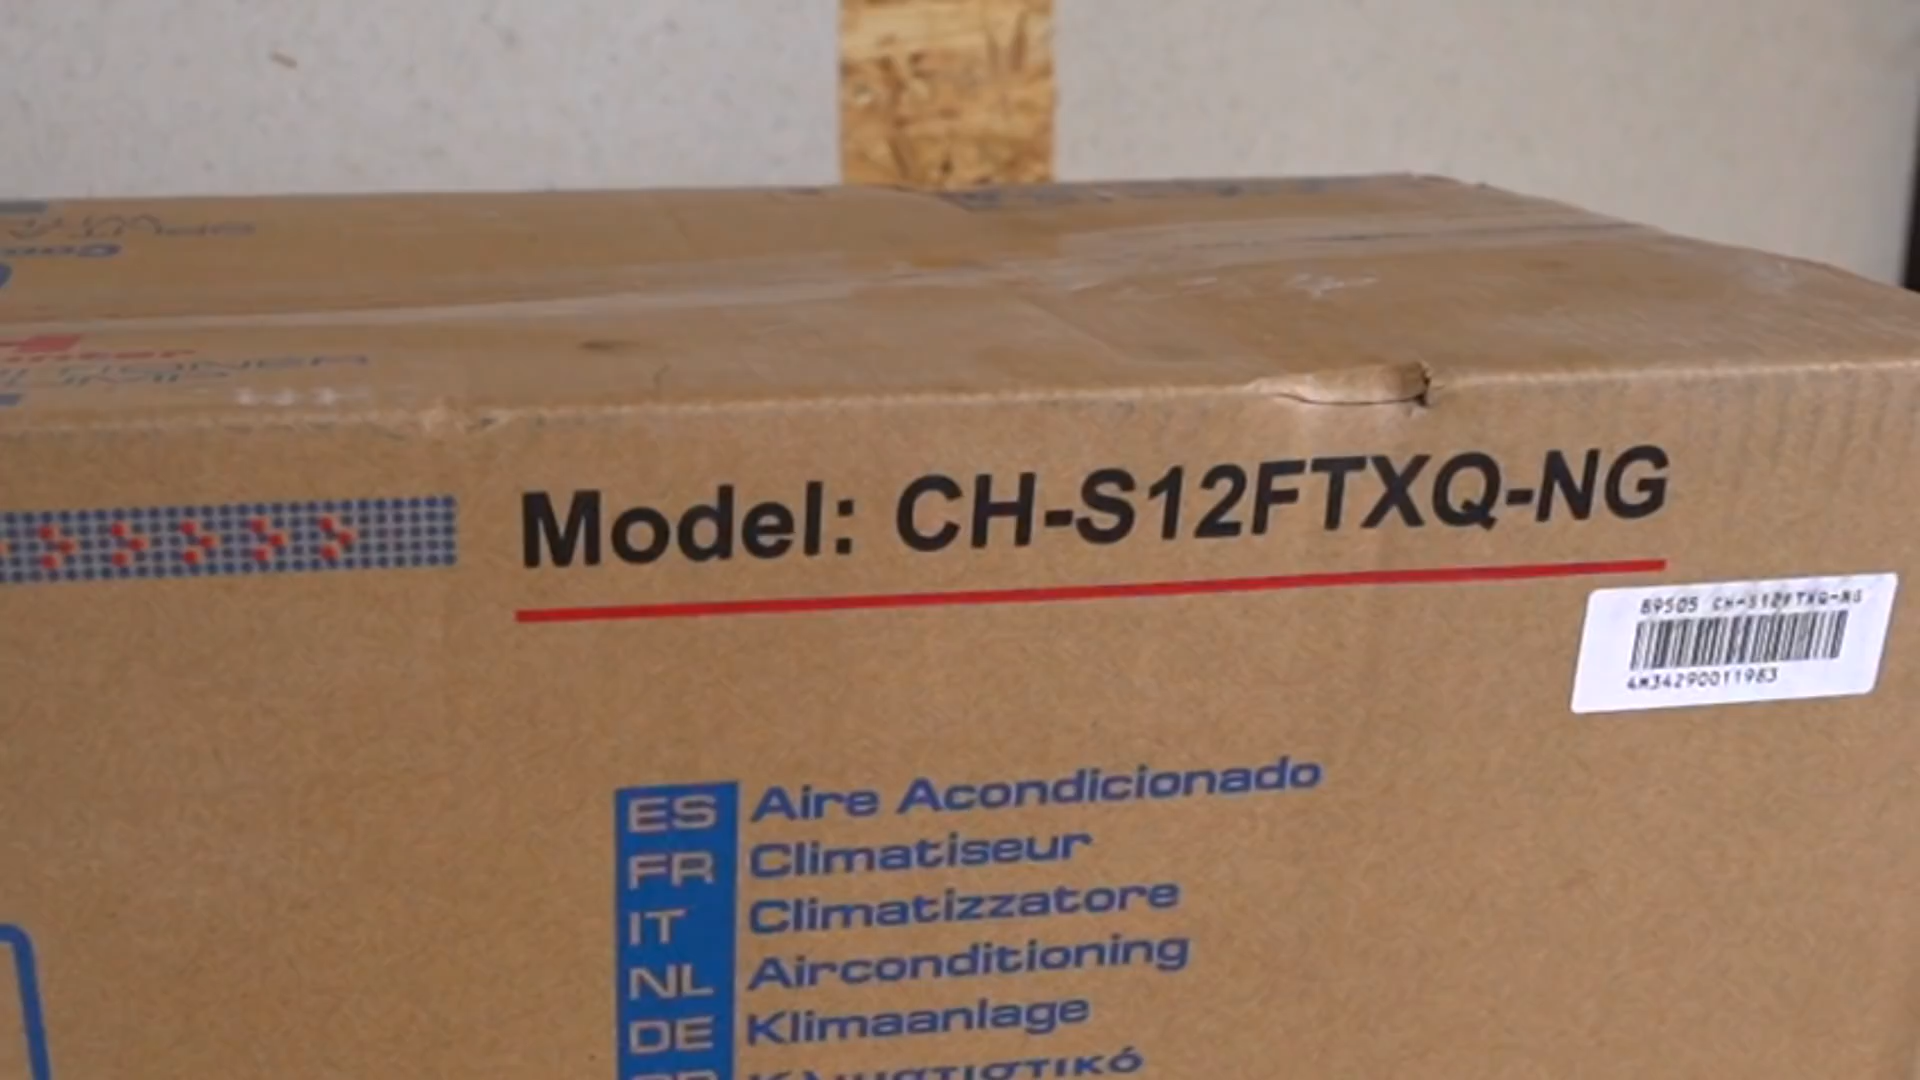 Model: CH-S12FTXQ-NG
89505 CH-S12FTXQ-NG
4M34290011983
ES Aire Acondicionado
FR Climatiseur
IT Climatizzatore
NL Airconditioning
DE Klimaanlage